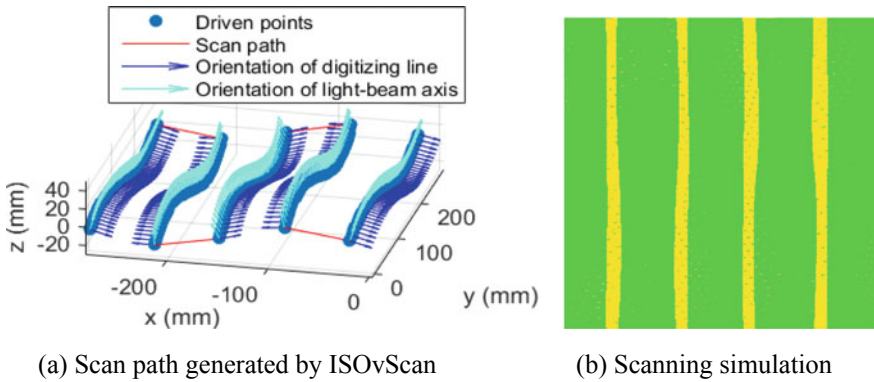 Driven points
Scan path
Orientation of digitizing line
Orientation of light-beam axis
z (mm)
40
20
0
-20
-200
-100
0
x (mm)
0
100
200
y (mm)
(a) Scan path generated by ISOvScan
(b) Scanning simulation